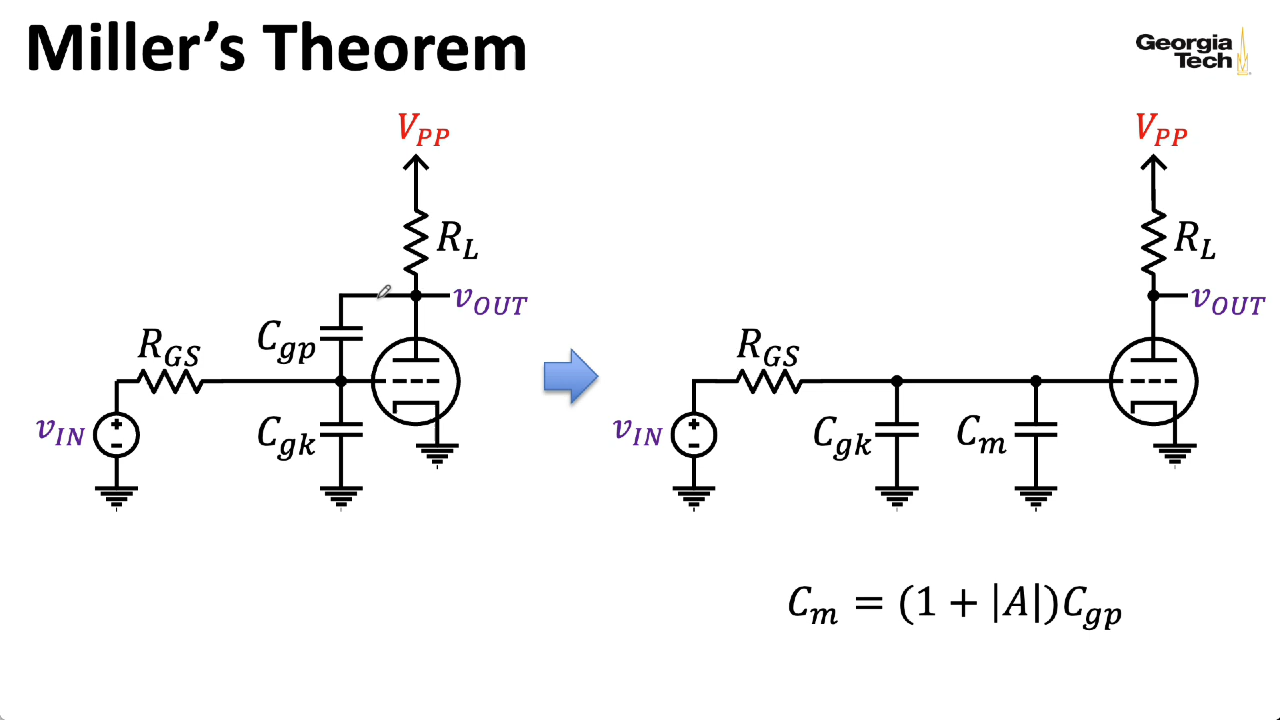 Miller's Theorem
Georgia
Tech
V_PP
R_L
v_OUT
C_gp
R_GS
v_IN
+
-
C_gk
V_PP
R_L
v_OUT
R_GS
v_IN
+
-
C_gk
C_m
C_m = (1 + |A|)C_gp